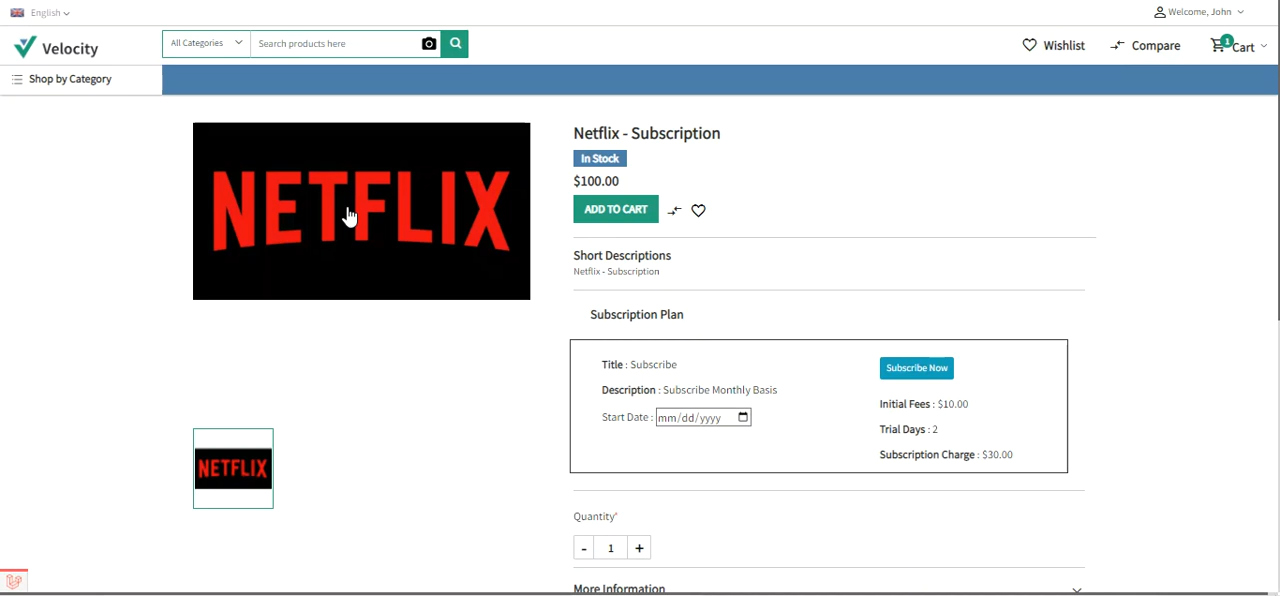 English
Welcome, John
Velocity
All Categories
Search products here
Wishlist
Compare
1
Cart
Shop by Category
NETFLIX
Netflix - Subscription
In Stock
$100.00
ADD TO CART
Short Descriptions
Netflix - Subscription
Subscription Plan
Title : Subscribe
Subscribe Now
Description : Subscribe Monthly Basis
Initial Fees : $10.00
Start Date : mm/dd/yyyy
Trial Days : 2
Subscription Charge : $30.00
NETFLIX
Quantity*
- 1 +
More Information